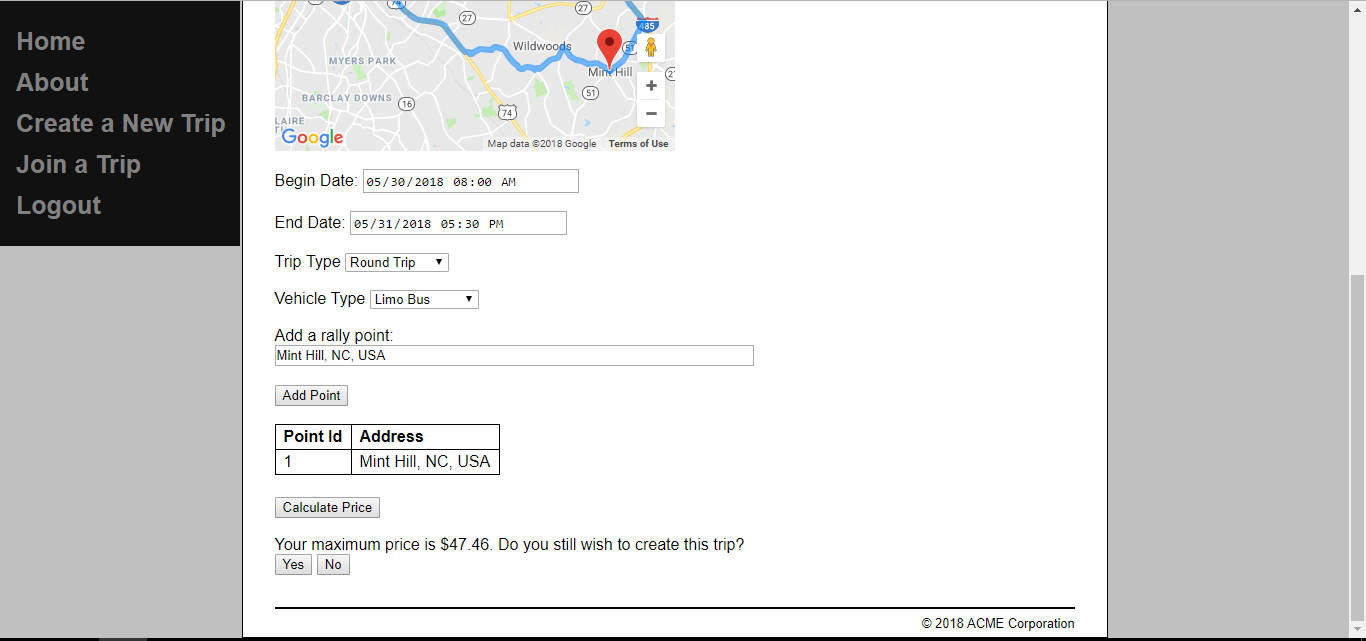 Home
About
Create a New Trip
Join a Trip
Logout
74
27
27
485
Wildwoods
51
MYERS PARK
Mint Hill
BARCLAY DOWNS
16
51
74
LAIRE
Google
Map data ©2018 Google
Terms of Use
Begin Date: 05/30/2018 08:00 AM
End Date: 05/31/2018 05:30 PM
Trip Type Round Trip
Vehicle Type Limo Bus
Add a rally point:
Mint Hill, NC, USA
Add Point
Point Id Address
1 Mint Hill, NC, USA
Calculate Price
Your maximum price is $47.46. Do you still wish to create this trip?
Yes No
© 2018 ACME Corporation